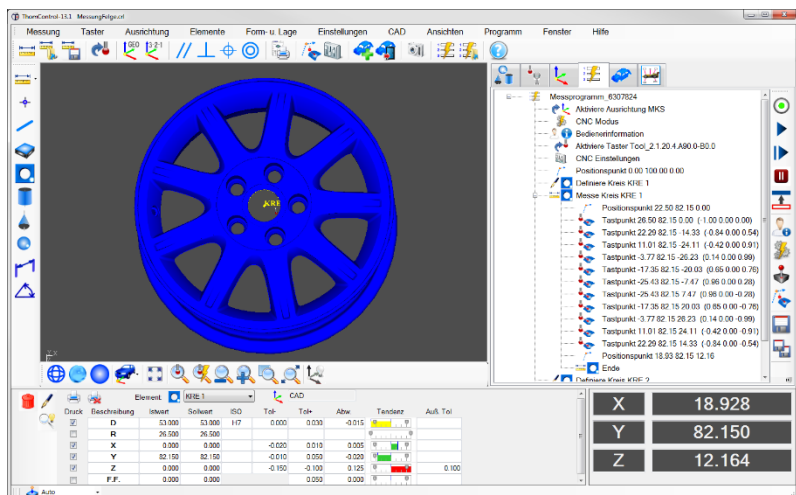 ThomControl-13.1 MessungFelge.ctl
Messung Taster Ausrichtung Elemente Form- u. Lage Einstellungen CAD Ansichten Programm Fenster Hilfe
GEO 3-2-1
Messprogramm_6307824
Aktiviere Ausrichtung MKS
CNC Modus
Bedienerinformation
Aktiviere Taster Tool_2.1.20.4.A90.0-B0.0
CNC Einstellungen
Positionspunkt 0.00 100.00 0.00
Definiere Kreis KRE 1
Messe Kreis KRE 1
Positionspunkt 22.50 82.15 0.00
Tastpunkt 26.50 82.15 0.00 (-1.00 0.00 0.00)
Tastpunkt 22.29 82.15 -14.33 (-0.84 0.00 0.54)
Tastpunkt 11.01 82.15 -24.11 (-0.42 0.00 0.91)
Tastpunkt -3.77 82.15 -26.23 (0.14 0.00 0.99)
Tastpunkt -17.35 82.15 -20.03 (0.65 0.00 0.76)
Tastpunkt -25.43 82.15 -7.47 (0.96 0.00 0.28)
Tastpunkt -25.43 82.15 7.47 (0.96 0.00 -0.28)
Tastpunkt -17.35 82.15 20.03 (0.65 0.00 -0.76)
Tastpunkt -3.77 82.15 26.23 (0.14 0.00 -0.99)
Tastpunkt 11.01 82.15 24.11 (-0.42 0.00 -0.91)
Tastpunkt 22.29 82.15 14.33 (-0.84 0.00 -0.54)
Positionspunkt 18.93 82.15 12.16
Ende
Definiere Kreis KRE 2
KRE
Element: KRE 1 CAD
Druck Beschreibung Istwert Sollwert ISO Tol- Tol+ Abw. Tendenz Auß. Tol
D 53.000 53.000 H7 0.000 0.030 -0.015
R 26.500 26.500
X 0.000 0.000 -0.020 0.010 0.005
Y 82.150 82.150 -0.010 0.050 -0.020
Z 0.000 0.000 -0.150 -0.100 0.125 0.100
F.F. 0.000 0.000 0.050 0.000
X 18.928
Y 82.150
Z 12.164
Auto